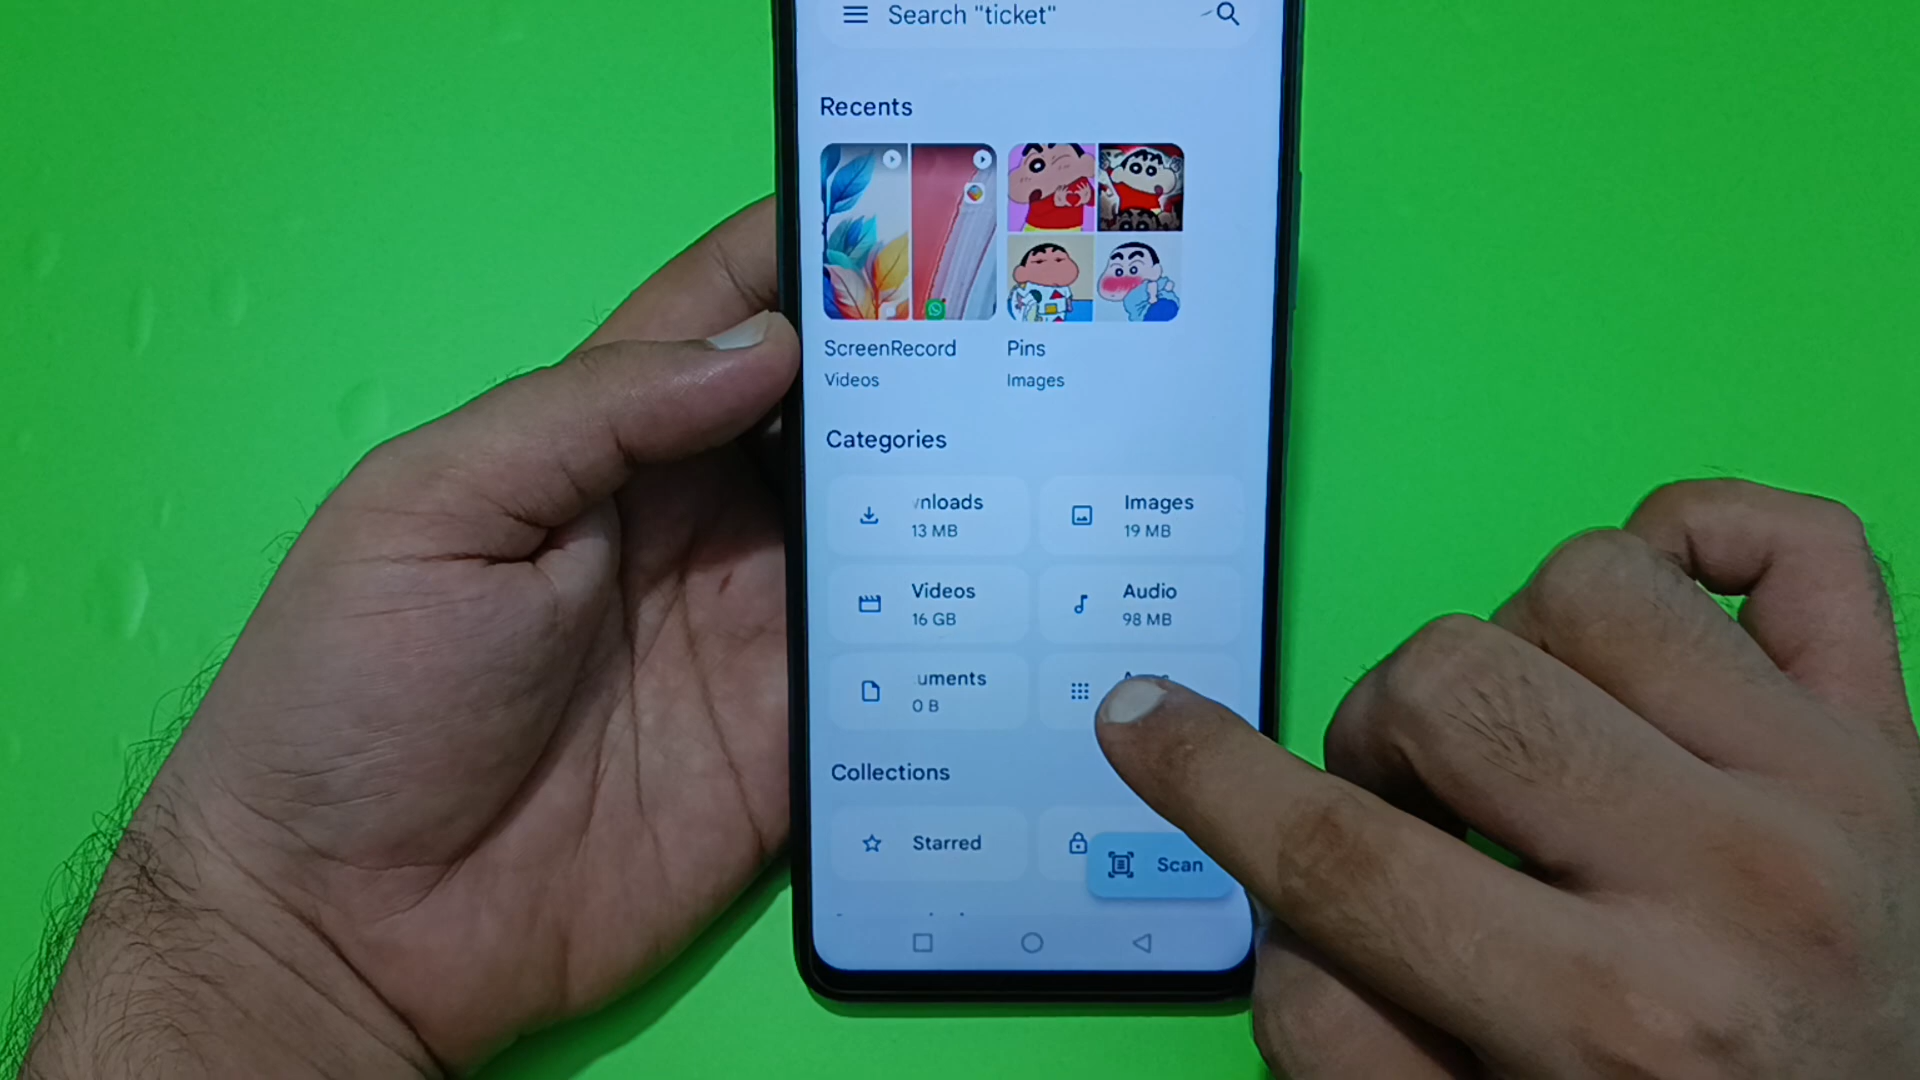 Search "ticket"
Recents
ScreenRecord
Videos
Pins
Images
Categories
nloads
13 MB
Images
19 MB
Videos
16 GB
Audio
98 MB
uments
0 B
Collections
Starred
Scan